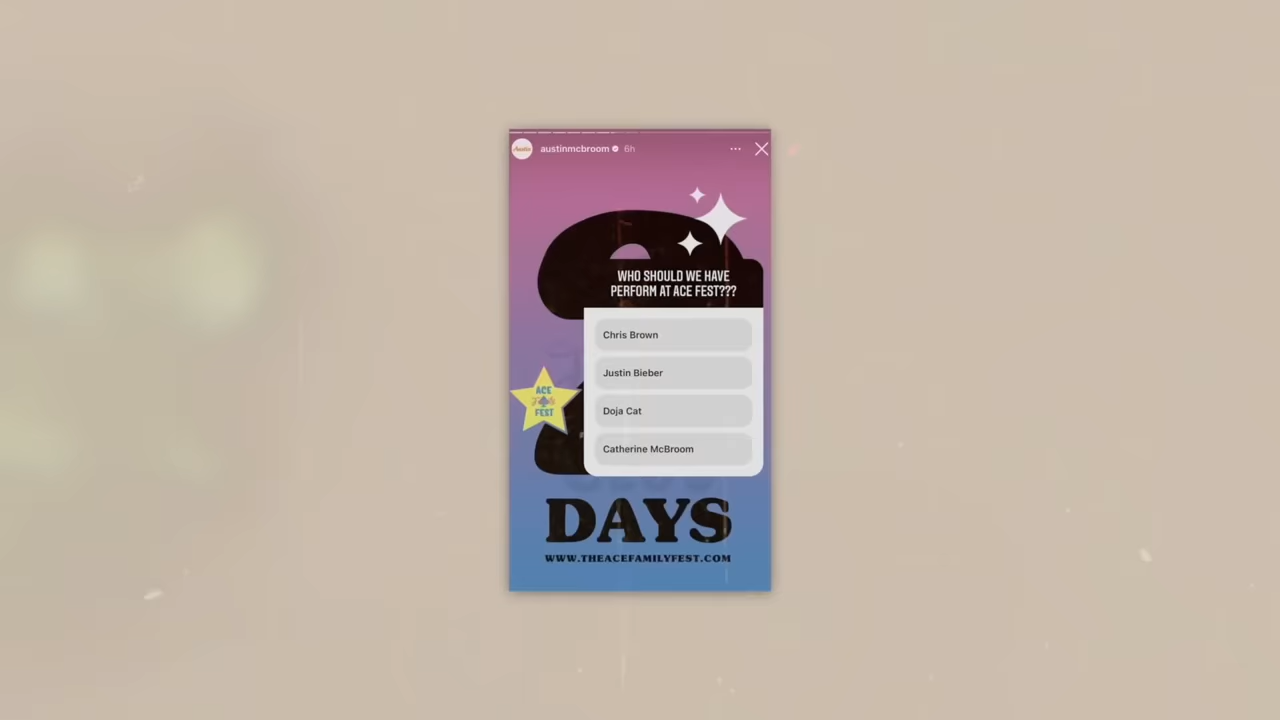 austinmcbroom 6h
WHO SHOULD WE HAVE
PERFORM AT ACE FEST???
Chris Brown
Justin Bieber
Doja Cat
Catherine McBroom
ACE
FEST
DAYS
WWW.THEACEFAMILYFEST.COM